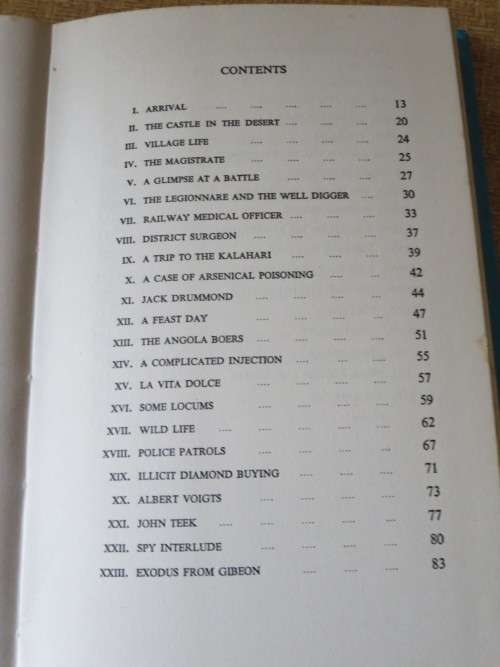 CONTENTS
I. ARRIVAL .... .... .... .... .... 13
II. THE CASTLE IN THE DESERT .... .... .... .... 20
III. VILLAGE LIFE .... .... .... .... 24
IV. THE MAGISTRATE .... .... .... .... 25
V. A GLIMPSE AT A BATTLE .... .... .... 27
VI. THE LEGIONNARE AND THE WELL DIGGER .... 30
VII. RAILWAY MEDICAL OFFICER .... .... .... 33
VIII. DISTRICT SURGEON .... .... .... .... 37
IX. A TRIP TO THE KALAHARI .... .... .... 39
X. A CASE OF ARSENICAL POISONING .... .... 42
XI. JACK DRUMMOND .... .... .... .... 44
XII. A FEAST DAY .... .... .... .... 47
XIII. THE ANGOLA BOERS .... .... .... .... 51
XIV. A COMPLICATED INJECTION .... .... .... 55
XV. LA VITA DOLCE .... .... .... .... 57
XVI. SOME LOCUMS .... .... .... .... 59
XVII. WILD LIFE .... .... .... .... .... 62
XVIII. POLICE PATROLS .... .... .... .... 67
XIX. ILLICIT DIAMOND BUYING .... .... .... 71
XX. ALBERT VOIGTS .... .... .... .... 73
XXI. JOHN TEEK .... .... .... .... .... 77
XXII. SPY INTERLUDE .... .... .... .... 80
XXIII. EXODUS FROM GIBEON .... .... .... 83